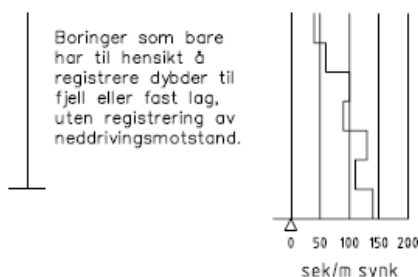 Boringer som bare
har til hensikt å
registrere dybder til
fjell eller fast lag,
uten registrering av
neddrivingsmotstand.
0 50 100 150 200
sek/m synk